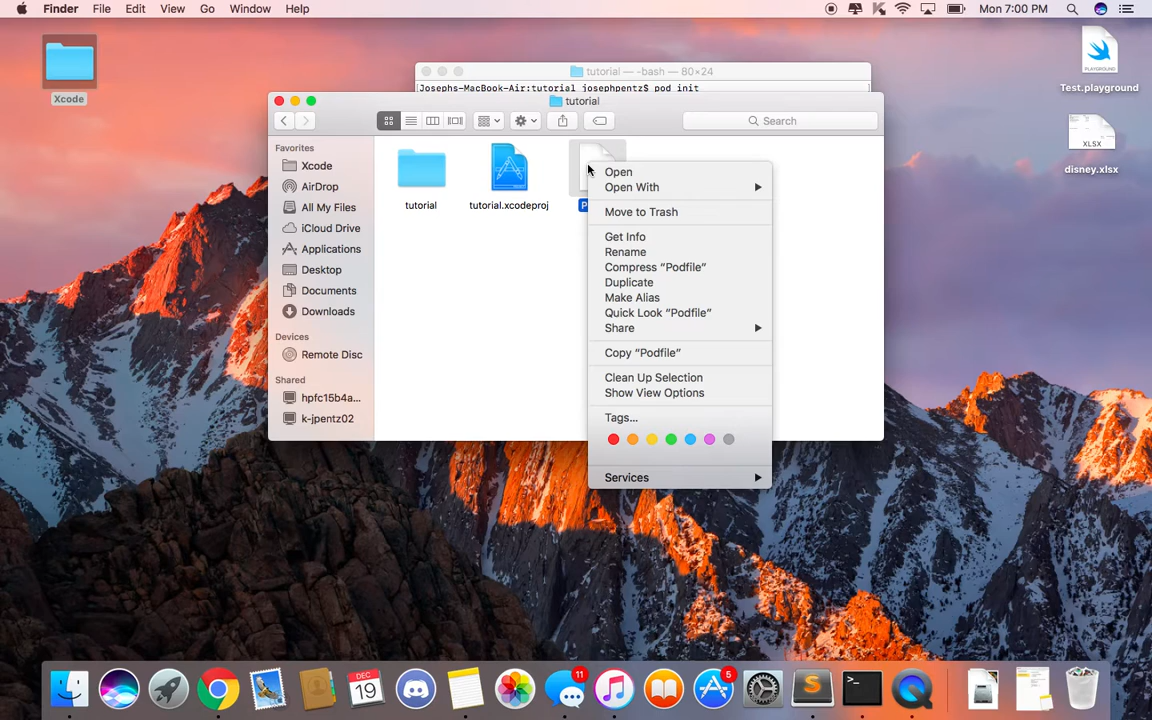 Finder File Edit View Go Window Help Mon 7:00 PM
Xcode
tutorial — -bash — 80×24
[Josephs-MacBook-Air:tutorial josephpentz$ pod init ]
tutorial
Search
Favorites
Xcode
AirDrop
All My Files
iCloud Drive
Applications
Desktop
Documents
Downloads
Devices
Remote Disc
Shared
hpfc15b4a...
k-jpentz02
tutorial
tutorial.xcodeproj
Open
Open With
Move to Trash
Get Info
Rename
Compress “Podfile”
Duplicate
Make Alias
Quick Look “Podfile”
Share
Copy “Podfile”
Clean Up Selection
Show View Options
Tags...
Services
PLAYGROUND
Test.playground
XLSX
disney.xlsx
DEC
19
11
5